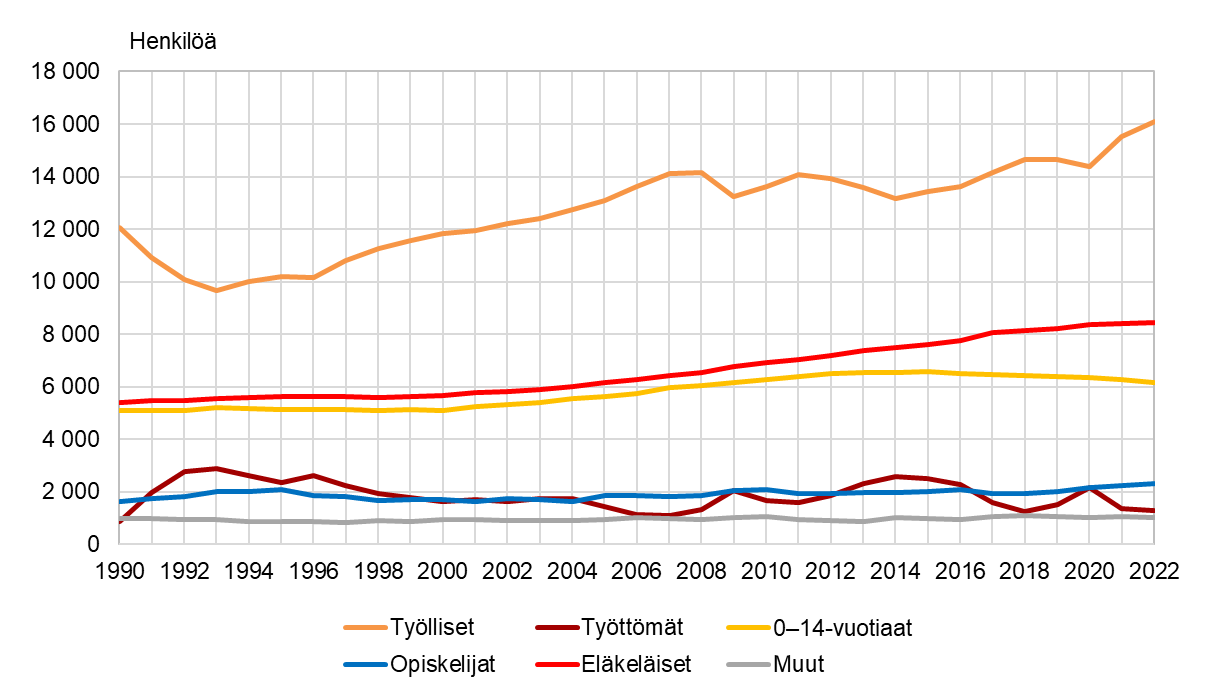 Henkilöä
18 000
16 000
14 000
12 000
10 000
8 000
6 000
4 000
2 000
0
1990 1992 1994 1996 1998 2000 2002 2004 2006 2008 2010 2012 2014 2016 2018 2020 2022
Työlliset Työttömät 0–14-vuotiaat
Opiskelijat Eläkeläiset Muut